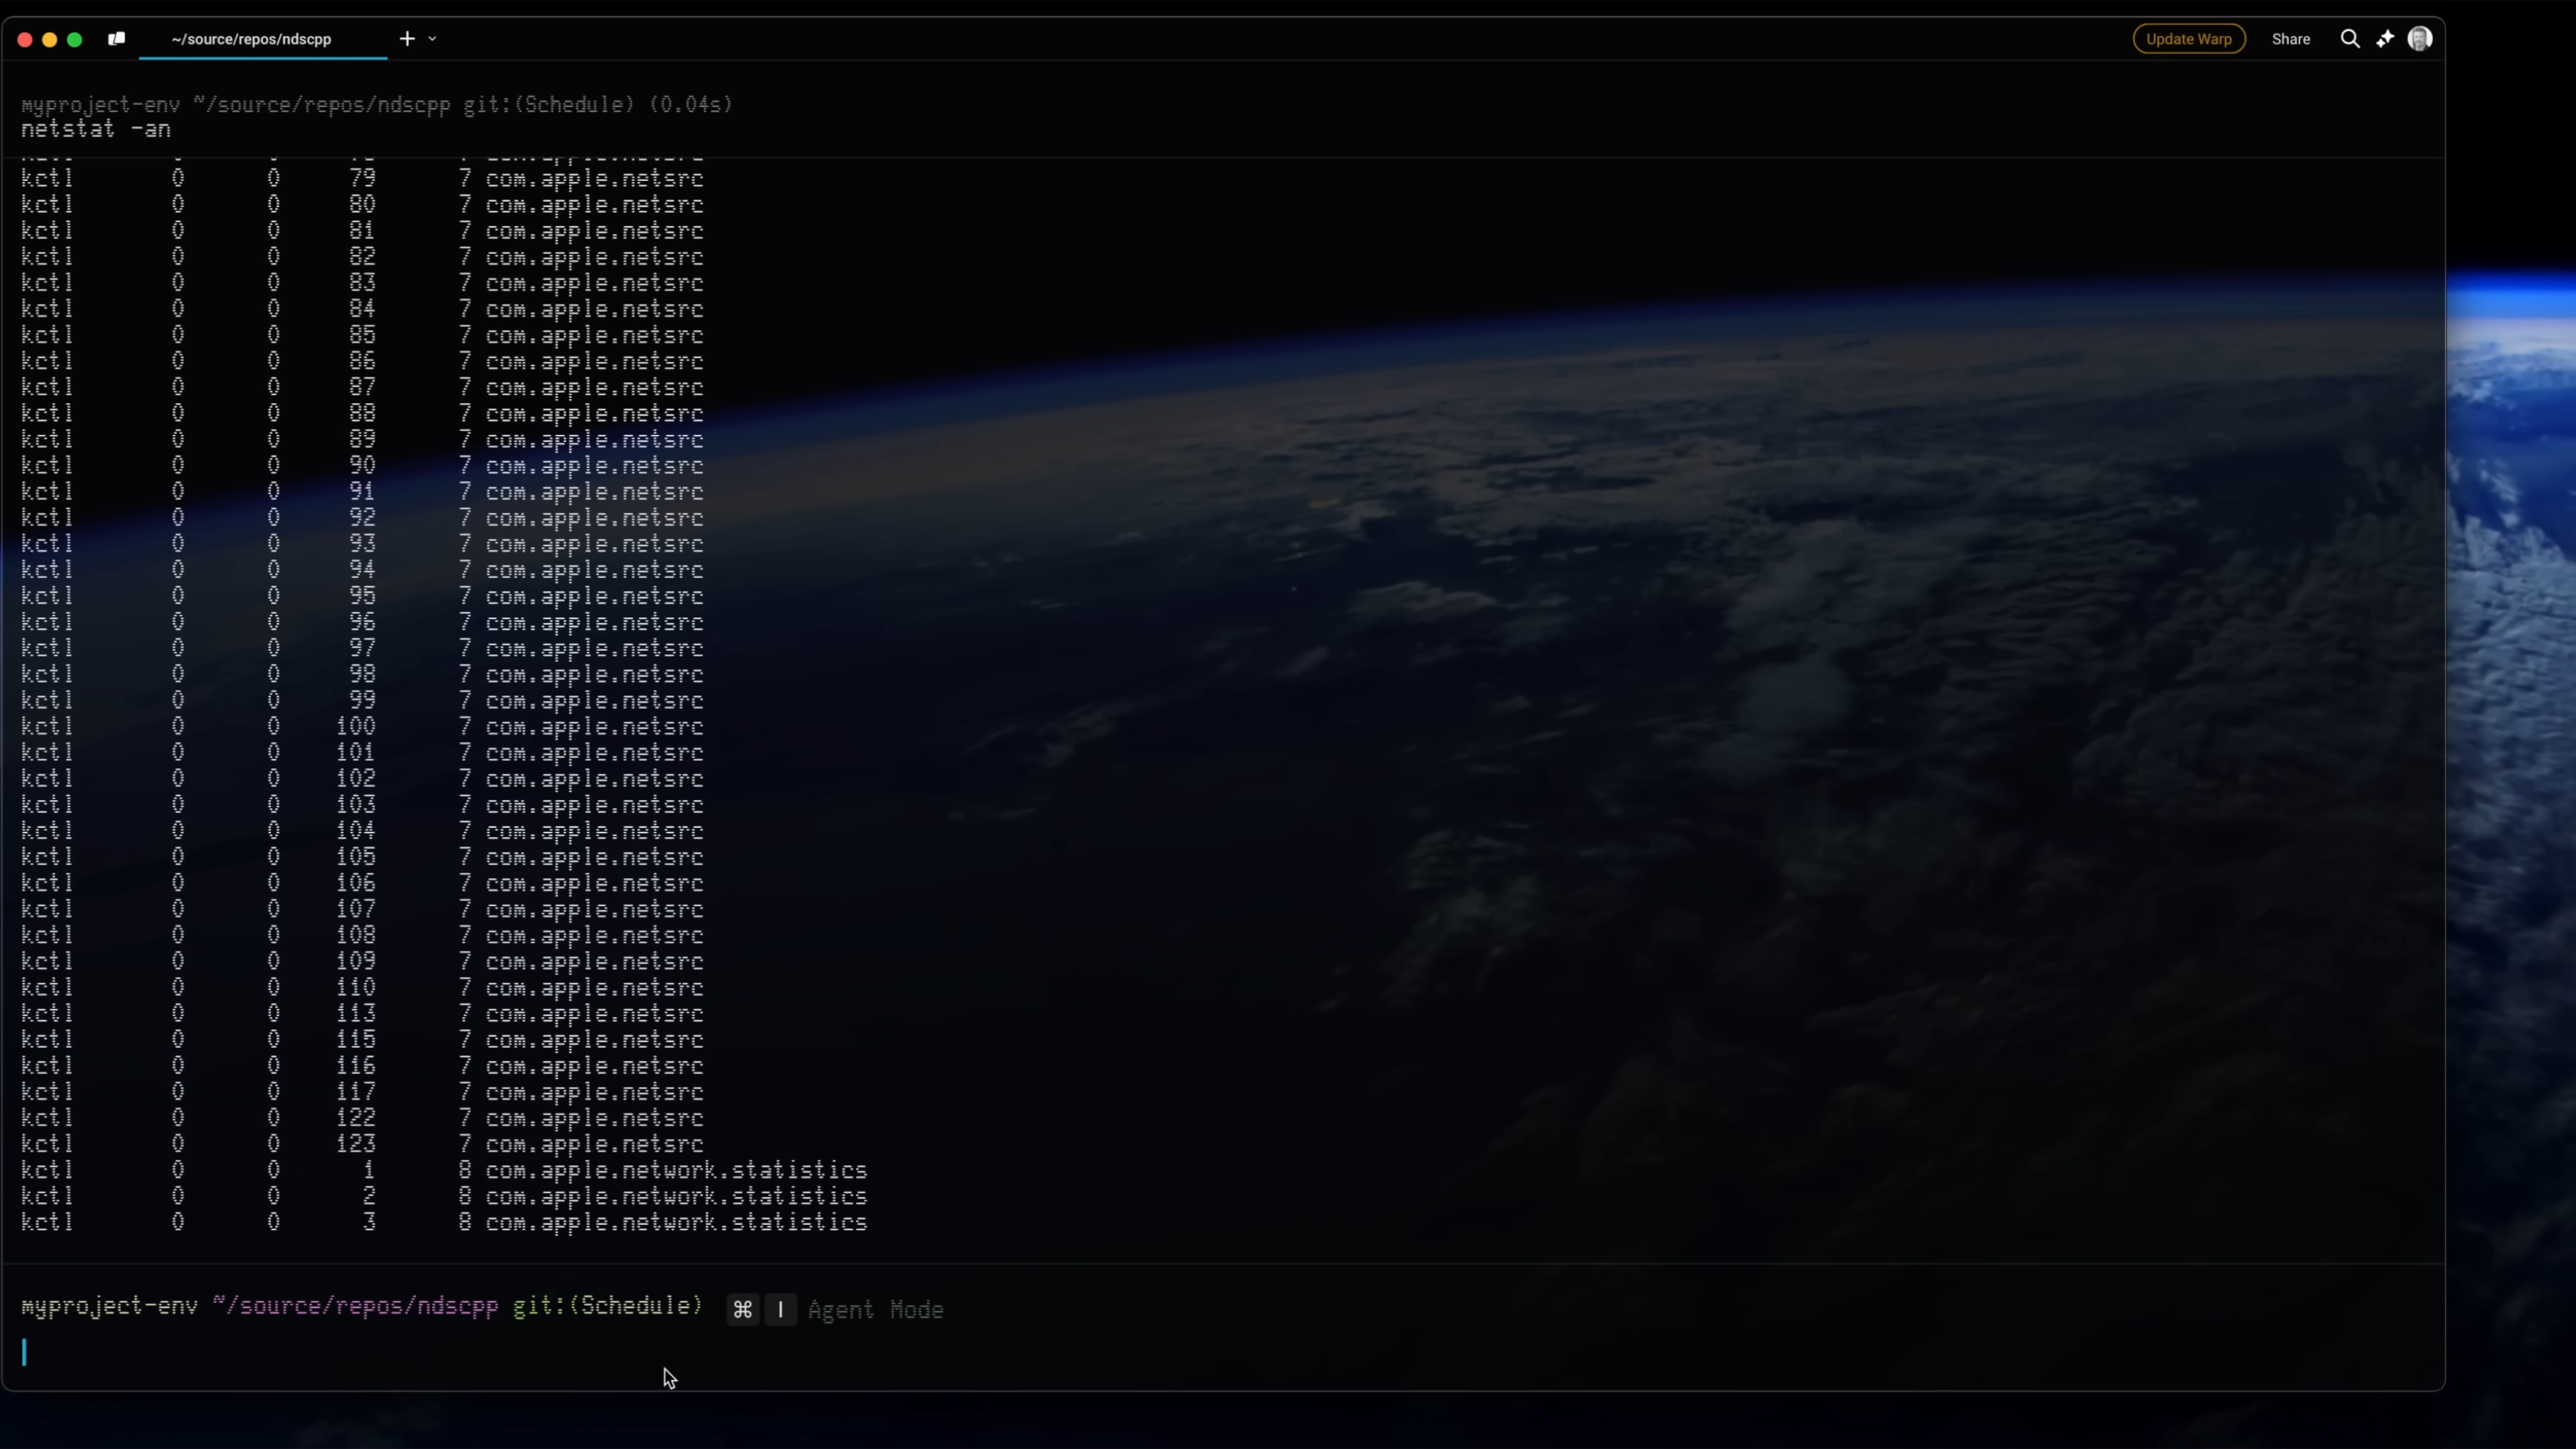 ~/source/repos/ndscpp
Update Warp
Share
myproject-env ~/source/repos/ndscpp git:(Schedule) (0.04s)
netstat -an
kctl 0 0 79 7 com.apple.netsrc
kctl 0 0 80 7 com.apple.netsrc
kctl 0 0 81 7 com.apple.netsrc
kctl 0 0 82 7 com.apple.netsrc
kctl 0 0 83 7 com.apple.netsrc
kctl 0 0 84 7 com.apple.netsrc
kctl 0 0 85 7 com.apple.netsrc
kctl 0 0 86 7 com.apple.netsrc
kctl 0 0 87 7 com.apple.netsrc
kctl 0 0 88 7 com.apple.netsrc
kctl 0 0 89 7 com.apple.netsrc
kctl 0 0 90 7 com.apple.netsrc
kctl 0 0 91 7 com.apple.netsrc
kctl 0 0 92 7 com.apple.netsrc
kctl 0 0 93 7 com.apple.netsrc
kctl 0 0 94 7 com.apple.netsrc
kctl 0 0 95 7 com.apple.netsrc
kctl 0 0 96 7 com.apple.netsrc
kctl 0 0 97 7 com.apple.netsrc
kctl 0 0 98 7 com.apple.netsrc
kctl 0 0 99 7 com.apple.netsrc
kctl 0 0 100 7 com.apple.netsrc
kctl 0 0 101 7 com.apple.netsrc
kctl 0 0 102 7 com.apple.netsrc
kctl 0 0 103 7 com.apple.netsrc
kctl 0 0 104 7 com.apple.netsrc
kctl 0 0 105 7 com.apple.netsrc
kctl 0 0 106 7 com.apple.netsrc
kctl 0 0 107 7 com.apple.netsrc
kctl 0 0 108 7 com.apple.netsrc
kctl 0 0 109 7 com.apple.netsrc
kctl 0 0 110 7 com.apple.netsrc
kctl 0 0 113 7 com.apple.netsrc
kctl 0 0 115 7 com.apple.netsrc
kctl 0 0 116 7 com.apple.netsrc
kctl 0 0 117 7 com.apple.netsrc
kctl 0 0 122 7 com.apple.netsrc
kctl 0 0 123 7 com.apple.netsrc
kctl 0 0 1 8 com.apple.network.statistics
kctl 0 0 2 8 com.apple.network.statistics
kctl 0 0 3 8 com.apple.network.statistics
myproject-env ~/source/repos/ndscpp git:(Schedule) ⌘ I Agent Mode